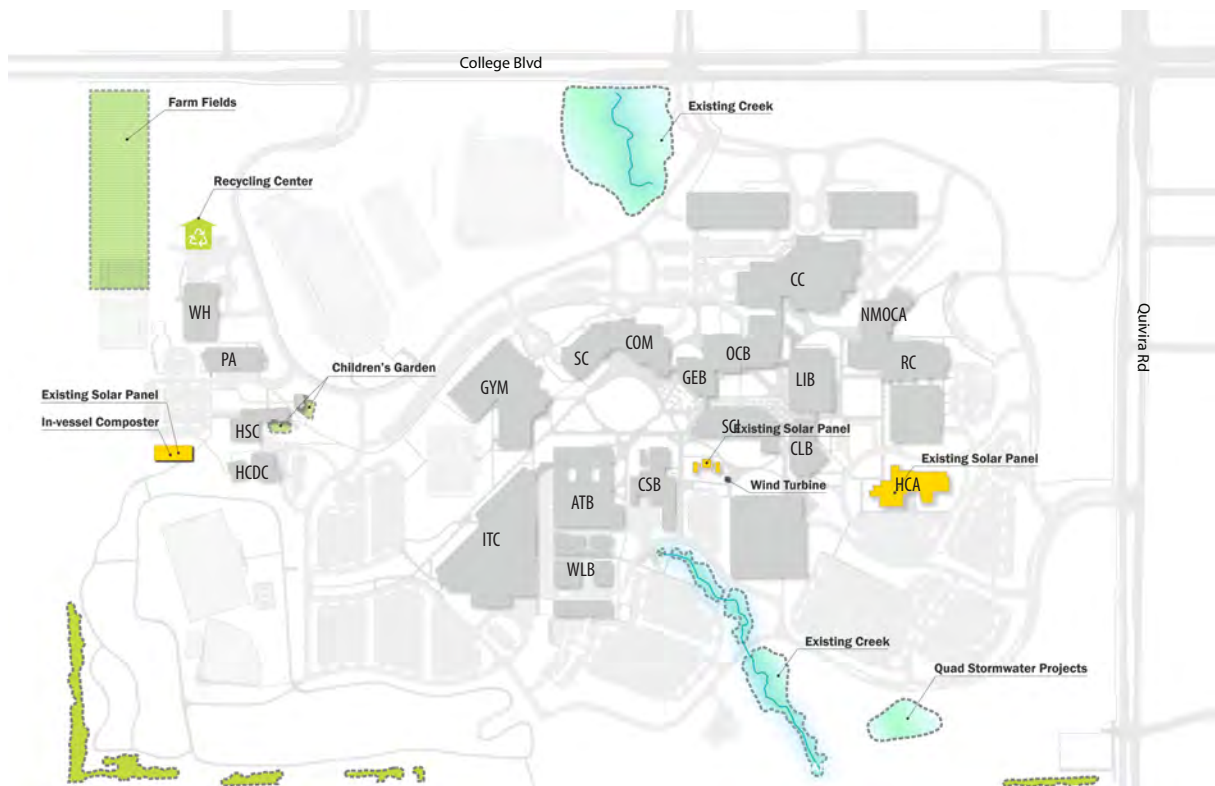 College Blvd
Farm Fields
Existing Creek
Recycling Center
CC
WH
NMOCA
Quivira Rd
COM
SC
OCB
PA
RC
Children's Garden
GEB
LIB
GYM
Existing Solar Panel
In-vessel Composter
HSC
SCI
Existing Solar Panel
CLB
Existing Solar Panel
HCDC
CSB
Wind Turbine
HCA
ATB
ITC
WLB
Existing Creek
Quad Stormwater Projects